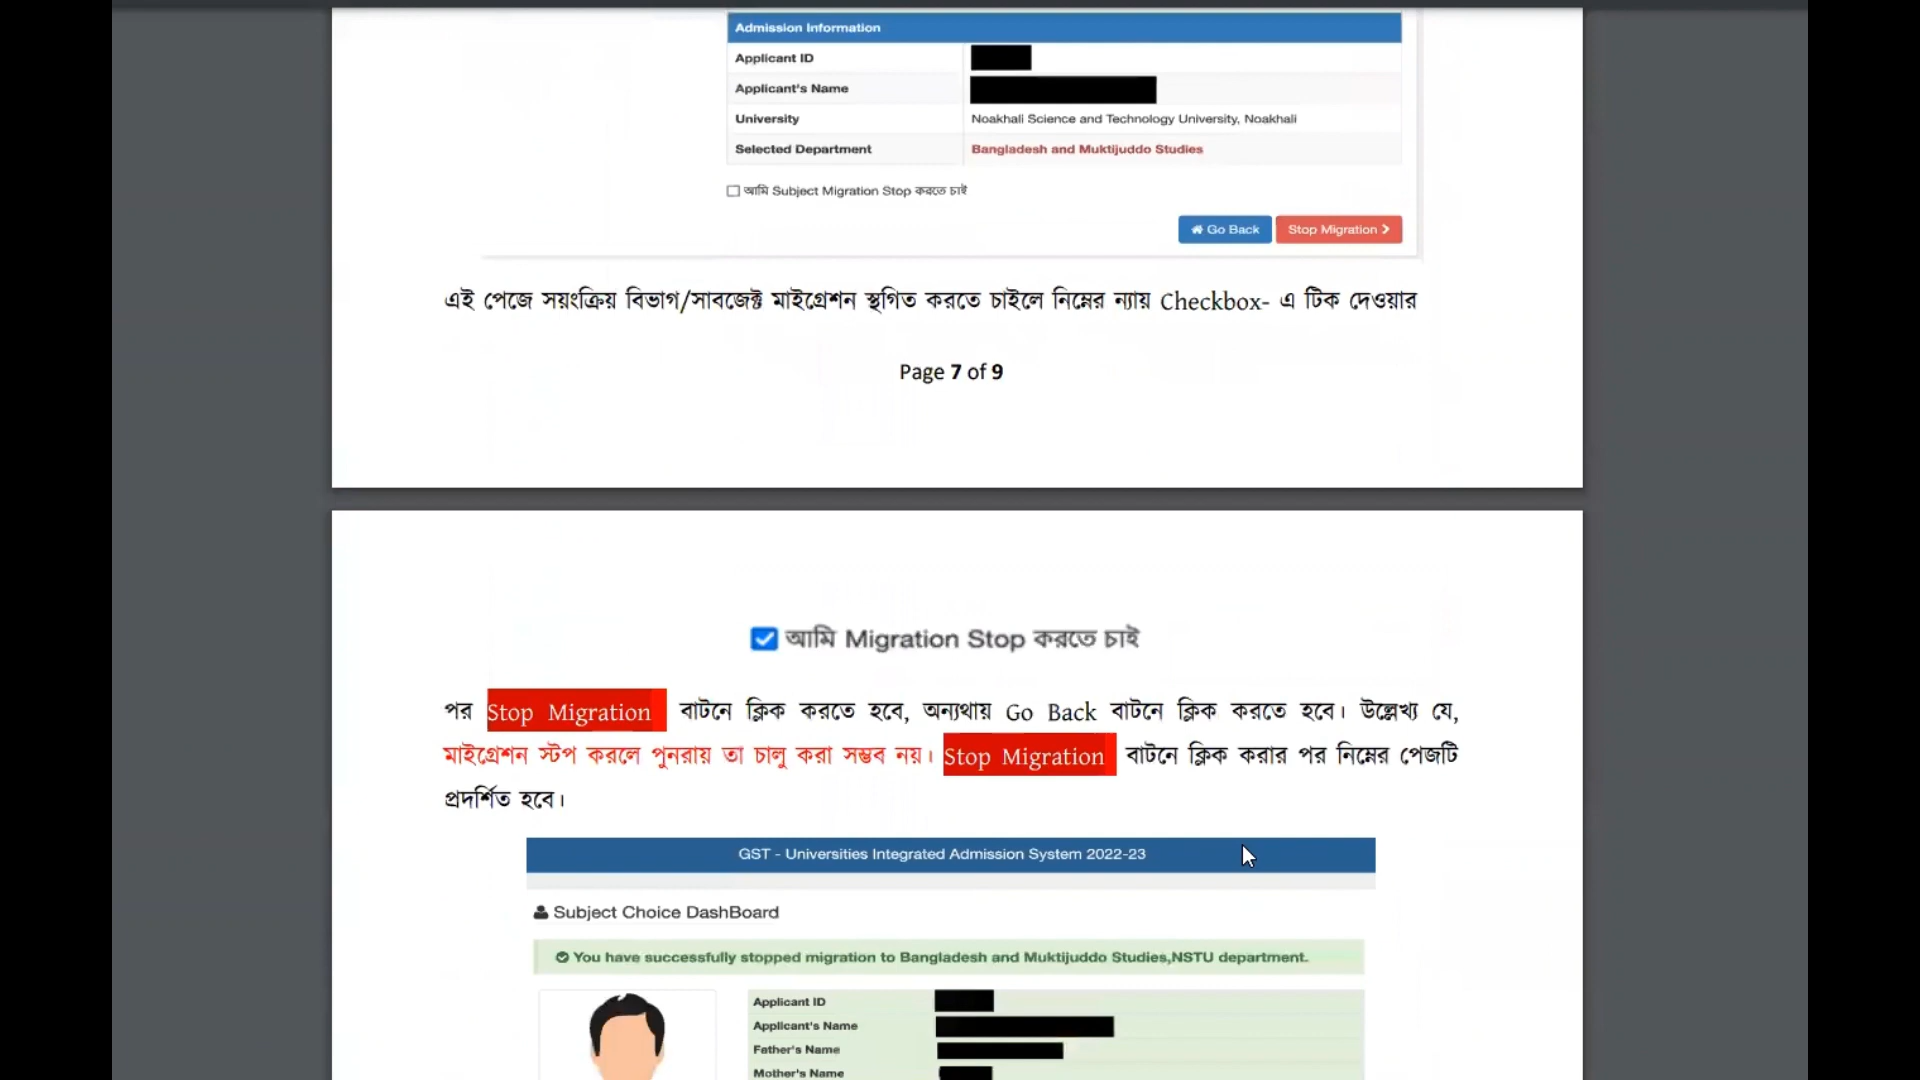 Admission Information
Applicant ID
Applicant's Name
University Noakhali Science and Technology University, Noakhali
Selected Department Bangladesh and Muktijuddo Studies
আমি Subject Migration Stop করতে চাই
Go Back Stop Migration
এই পেজে সয়ংক্রিয় বিভাগ/সাবজেক্ট মাইগ্রেশন স্থগিত করতে চাইলে নিম্নের ন্যায় Checkbox- এ টিক দেওয়ার
Page 7 of 9
আমি Migration Stop করতে চাই
পর Stop Migration বাটনে ক্লিক করতে হবে, অন্যথায় Go Back বাটনে ক্লিক করতে হবে। উল্লেখ্য যে,
মাইগ্রেশন স্টপ করলে পুনরায় তা চালু করা সম্ভব নয়। Stop Migration বাটনে ক্লিক করার পর নিম্নের পেজটি
প্রদর্শিত হবে।
GST - Universities Integrated Admission System 2022-23
Subject Choice DashBoard
You have successfully stopped migration to Bangladesh and Muktijuddo Studies,NSTU department.
Applicant ID
Applicant's Name
Father's Name
Mother's Name